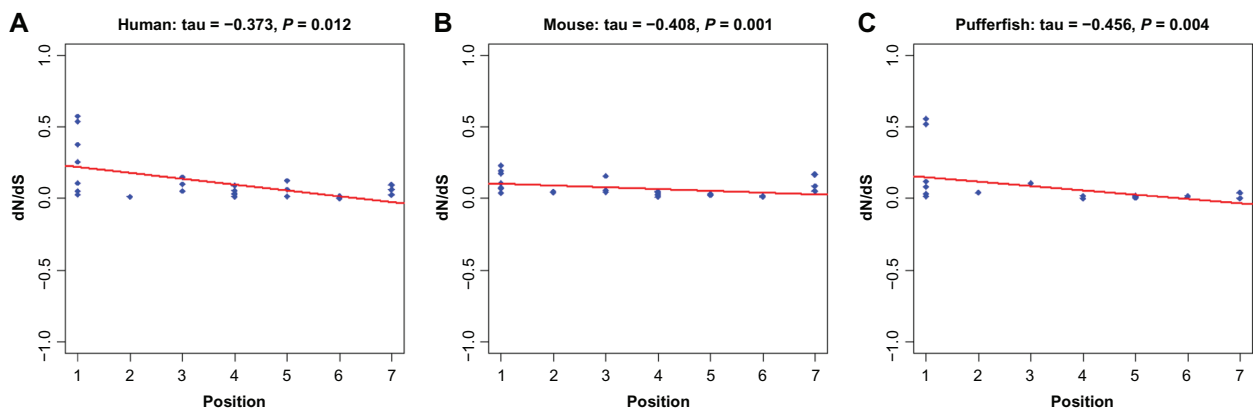 A
Human: tau = −0.373, P = 0.012
1.0
0.5
0.0
−0.5
−1.0
dN/dS
1 2 3 4 5 6 7
Position
B
Mouse: tau = −0.408, P = 0.001
1.0
0.5
0.0
−0.5
−1.0
dN/dS
1 2 3 4 5 6 7
Position
C
Pufferfish: tau = −0.456, P = 0.004
1.0
0.5
0.0
−0.5
−1.0
dN/dS
1 2 3 4 5 6 7
Position